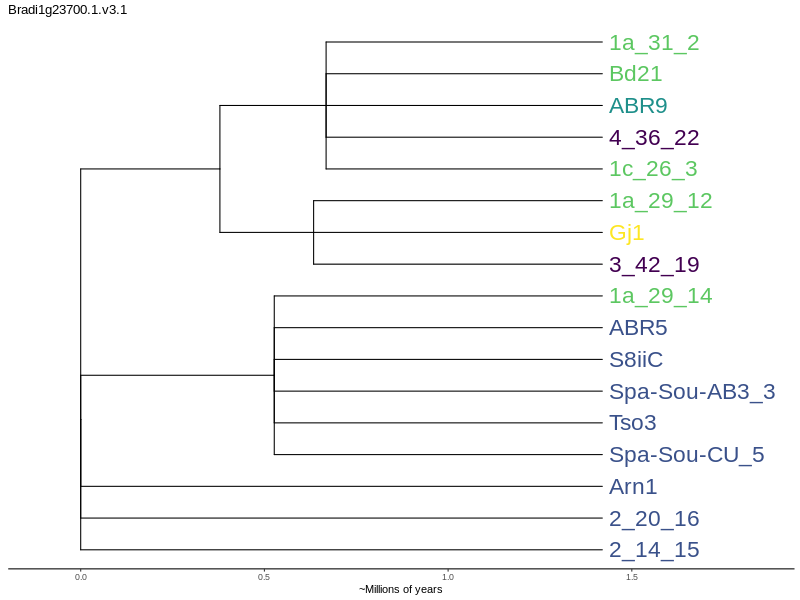 Bradi1g23700.1.v3.1
1a_31_2
Bd21
ABR9
4_36_22
1c_26_3
1a_29_12
Gj1
3_42_19
1a_29_14
ABR5
S8iiC
Spa-Sou-AB3_3
Tso3
Spa-Sou-CU_5
Arn1
2_20_16
2_14_15
0.0 0.5 1.0 1.5
~Millions of years